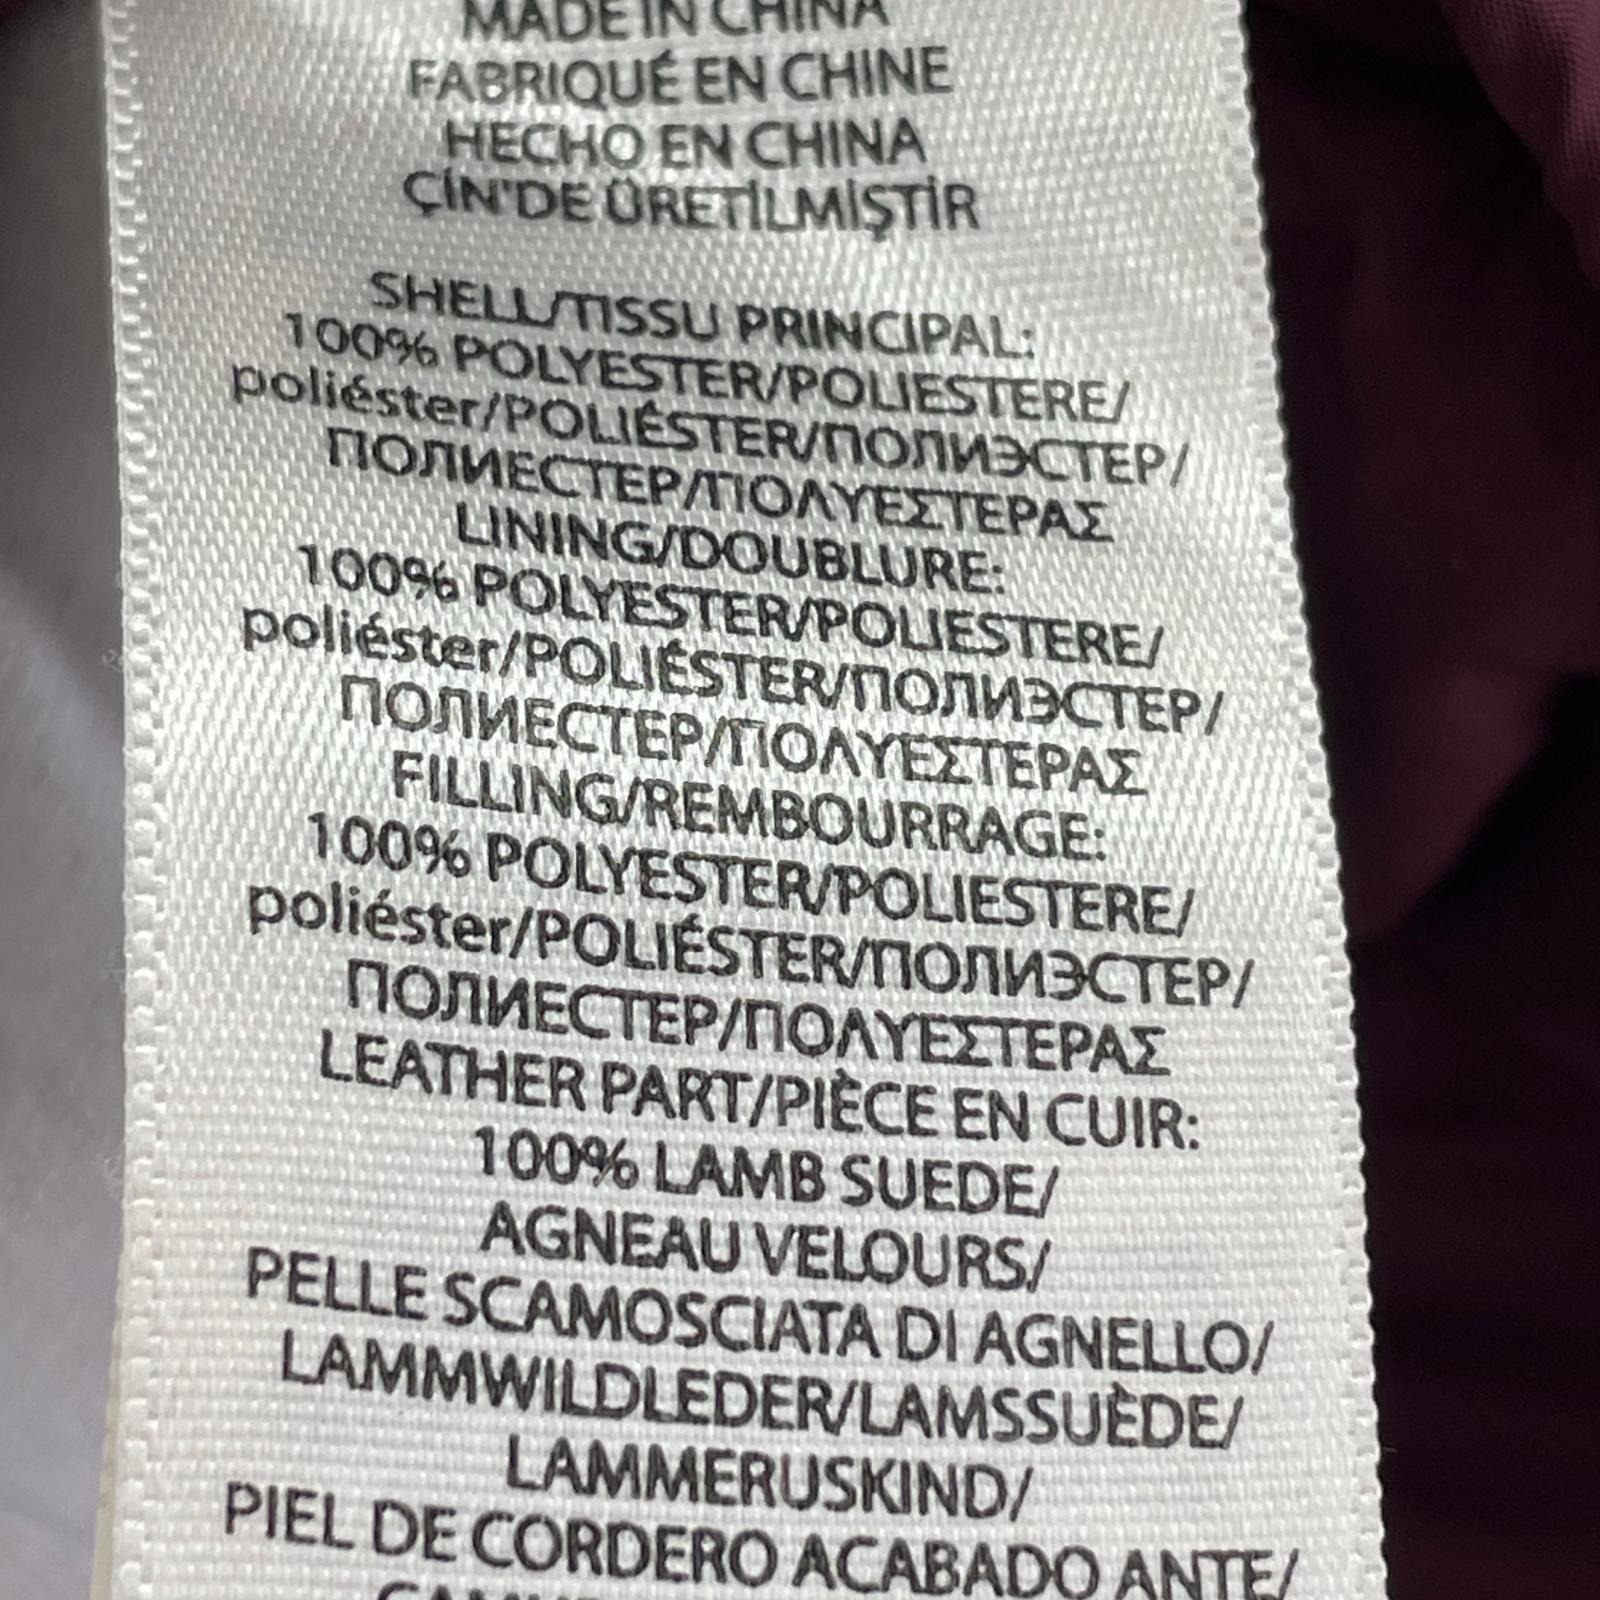 MADE IN CHINA
FABRIQUÉ EN CHINE
HECHO EN CHINA
ÇİN'DE ÜRETİLMİŞTİR
SHELL/TISSU PRINCIPAL:
100% POLYESTER/POLIESTERE/
poliéster/POLIÉSTER/ПОЛИЭСТЕР/
ПОЛИЕСТЕР/ΠΟΛΥΕΣΤΕΡΑΣ
LINING/DOUBLURE:
100% POLYESTER/POLIESTERE/
poliéster/POLIÉSTER/ПОЛИЭСТЕР/
ПОЛИЕСТЕР/ΠΟΛΥΕΣΤΕΡΑΣ
FILLING/REMBOURRAGE:
100% POLYESTER/POLIESTERE/
poliéster/POLIÉSTER/ПОЛИЭСТЕР/
ПОЛИЕСТЕР/ΠΟΛΥΕΣΤΕΡΑΣ
LEATHER PART/PIÈCE EN CUIR:
100% LAMB SUEDE/
AGNEAU VELOURS/
PELLE SCAMOSCIATA DI AGNELLO/
LAMMWILDLEDER/LAMSSUÈDE/
LAMMERUSKIND/
PIEL DE CORDERO ACABADO ANTE/